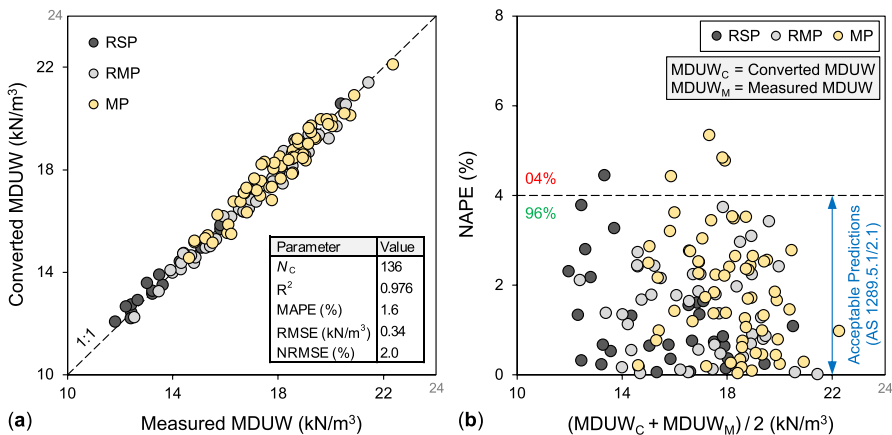 24
22
18
14
10
Converted MDUW (kN/m³)
RSP
RMP
MP
1:1
Parameter Value
N_C 136
R² 0.976
MAPE (%) 1.6
RMSE (kN/m³) 0.34
NRMSE (%) 2.0
10 14 18 22 24
(a) Measured MDUW (kN/m³)
8
6
4
2
0
NAPE (%)
RSP RMP MP
MDUW_C = Converted MDUW
MDUW_M = Measured MDUW
04%
96%
Acceptable Predictions
(AS 1289.5.1/2.1)
10 14 18 22 24
(b) (MDUW_C + MDUW_M) / 2 (kN/m³)